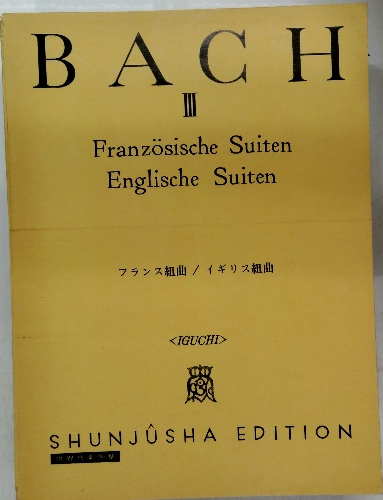 BACH
III
Französische Suiten
Englische Suiten
フランス組曲 / イギリス組曲
<IGUCHI>
SHUNJÛSHA EDITION